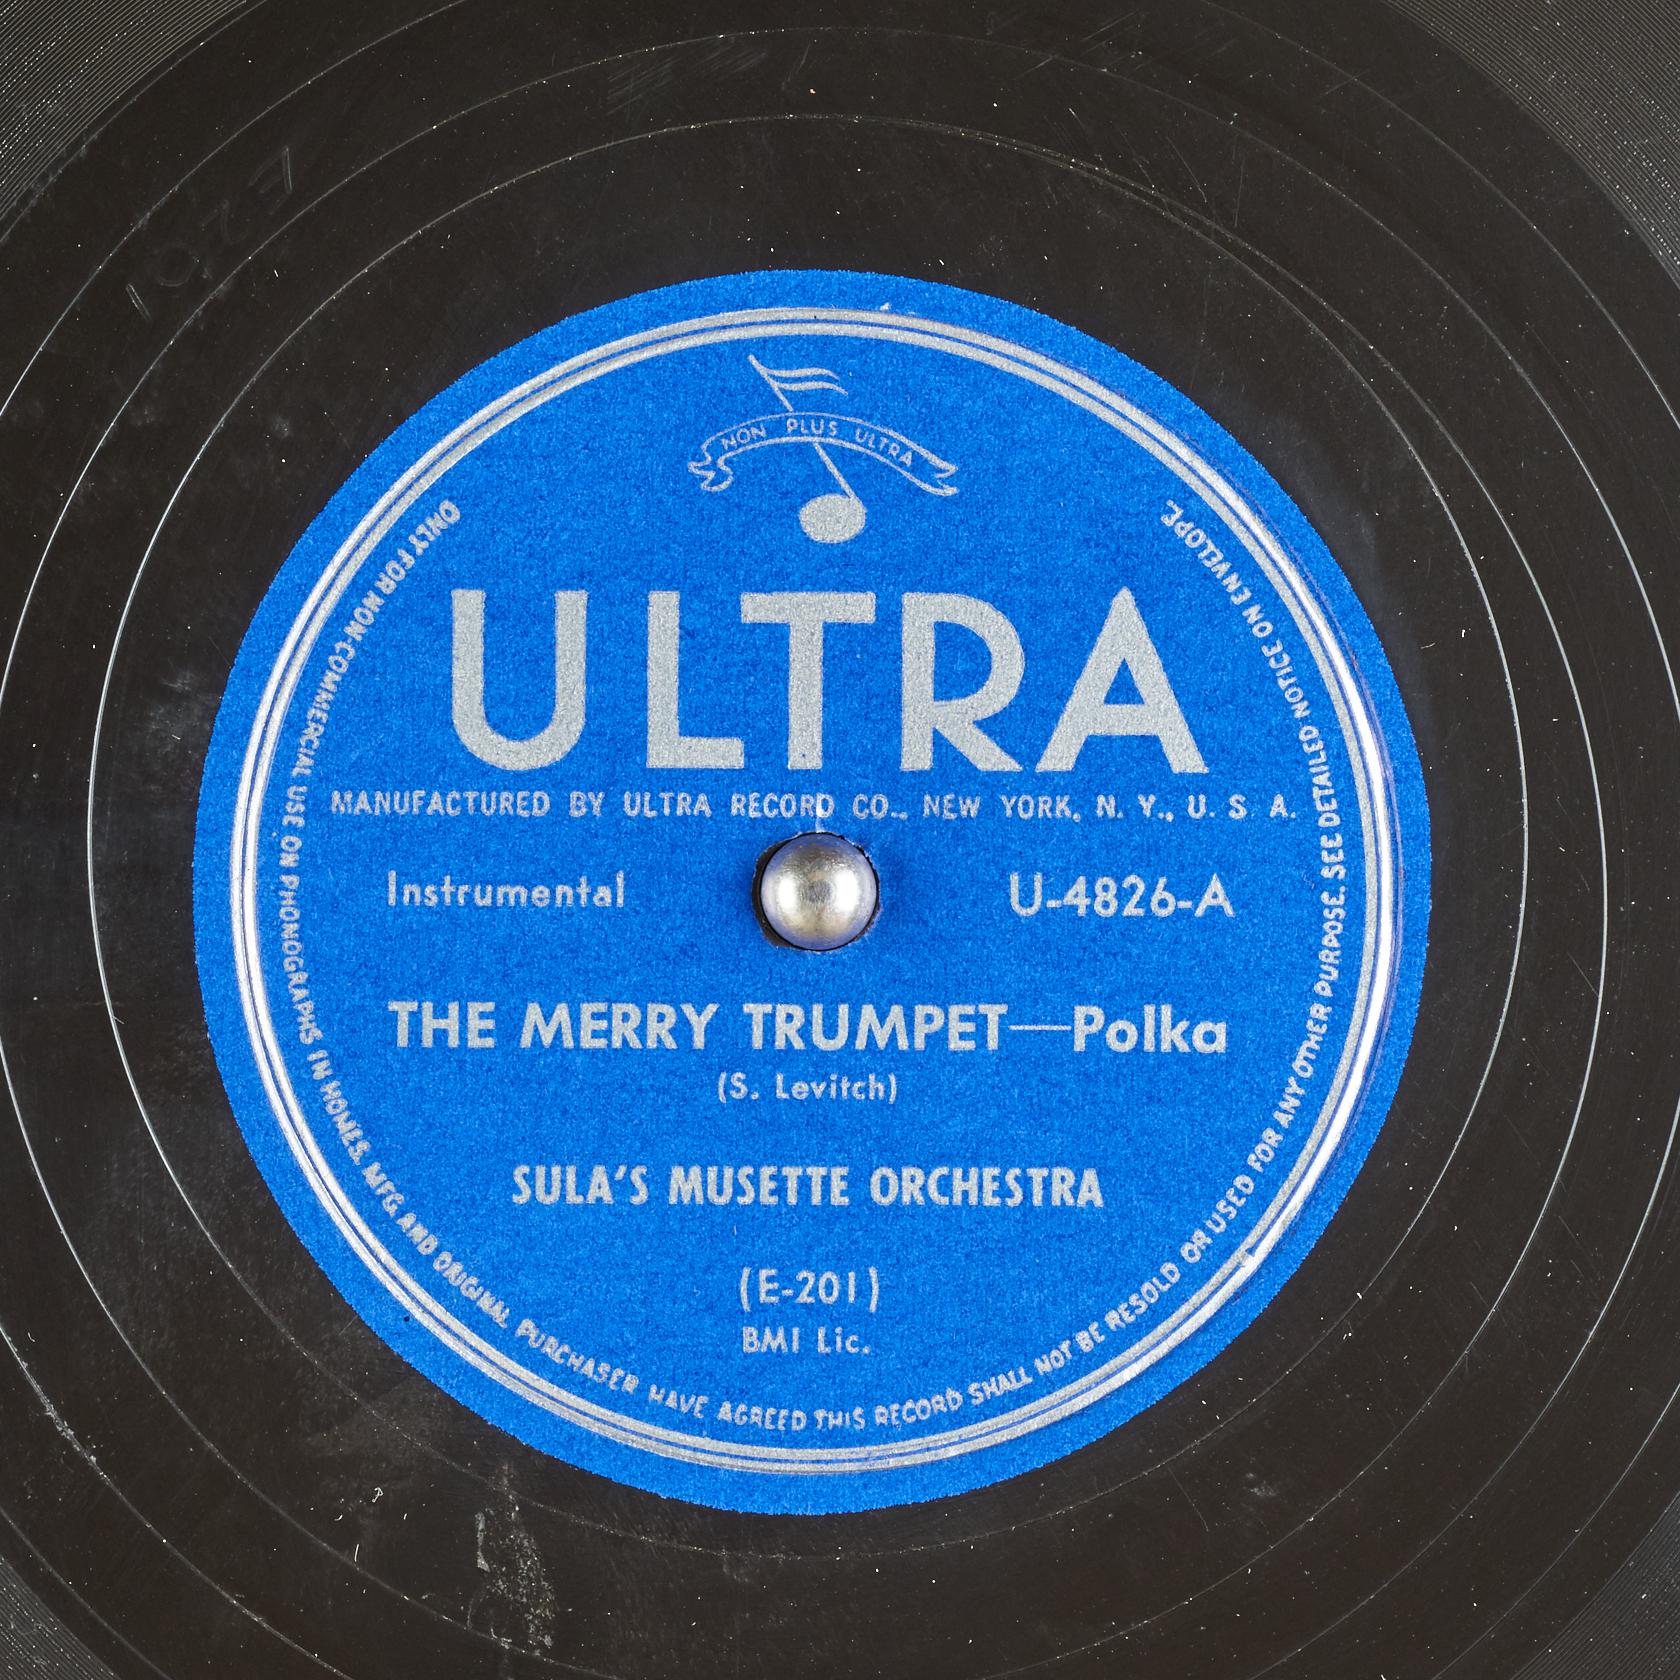 NON PLUS ULTRA
ULTRA
MANUFACTURED BY ULTRA RECORD CO., NEW YORK, N. Y., U. S A.
Instrumental
U-4826-A
THE MERRY TRUMPET—Polka
(S. Levitch)
SULA'S MUSETTE ORCHESTRA
(E-201)
BMI Lic.
ONLY FOR NON-COMMERCIAL USE ON PHONOGRAPHS IN HOMES. MFG AND ORIGINAL PURCHASER HAVE AGREED THIS RECORD SHALL NOT BE RESOLD OR USED FOR ANY OTHER PURPOSE. SEE DETAILED NOTICE ON ENVELOPE.
E201